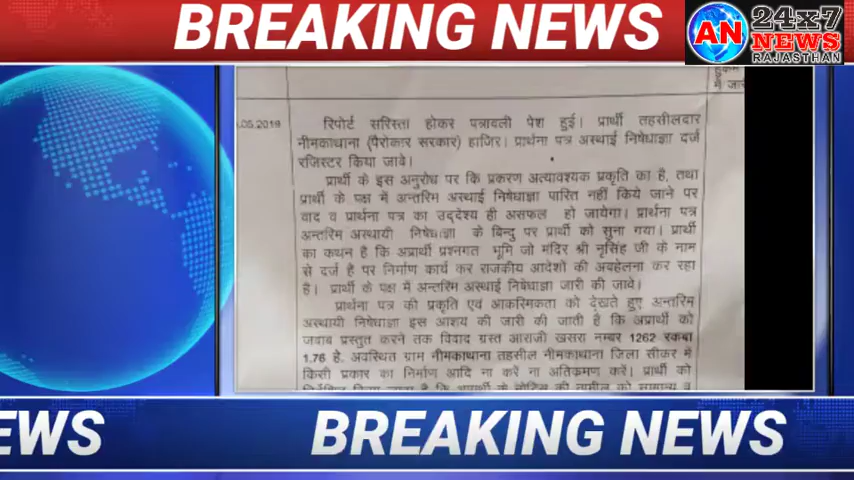 BREAKING NEWS
AN 24x7
NEWS
RAJASTHAN
में जारी
.05.2019
रिपोर्ट सरिस्ता होकर पत्रावली पेश हुई। प्रार्थी तहसीलदार
नीमकाथाना (पैरोकार सरकार) हाजिर। प्रार्थना पत्र अस्थाई निषेधाज्ञा दर्ज
रजिस्टर किया जावे।
प्रार्थी के इस अनुरोध पर कि प्रकरण अत्यावश्यक प्रकृति का है, तथा
प्रार्थी के पक्ष में अन्तरिम अस्थाई निषेधाज्ञा पारित नहीं किये जाने पर
वाद व प्रार्थना पत्र का उद्देश्य ही असफल हो जायेगा। प्रार्थना पत्र
अन्तरिम अस्थायी निषेधाज्ञा के बिन्दु पर प्रार्थी को सुना गया। प्रार्थी
का कथन है कि अप्रार्थी प्रश्नगत भूमि जो मंदिर श्री नृसिंह जी के नाम
से दर्ज है पर निर्माण कार्य कर राजकीय आदेशों की अवहेलना कर रहा
है। प्रार्थी के पक्ष में अन्तरिम अस्थाई निषेधाज्ञा जारी की जावे।
प्रार्थना पत्र की प्रकृति एवं आकस्मिकता को देखते हुए अन्तरिम
अस्थायी निषेधाज्ञा इस आशय की जारी की जाती है कि अप्रार्थी को
जवाब प्रस्तुत करने तक विवाद ग्रस्त आराजी खसरा नम्बर 1262 रकबा
1.76 है. अवस्थित ग्राम नीमकाथाना तहसील नीमकाथाना जिला सीकर में
किसी प्रकार का निर्माण आदि ना करें ना अतिक्रमण करें। प्रार्थी को
EWS
BREAKING NEWS